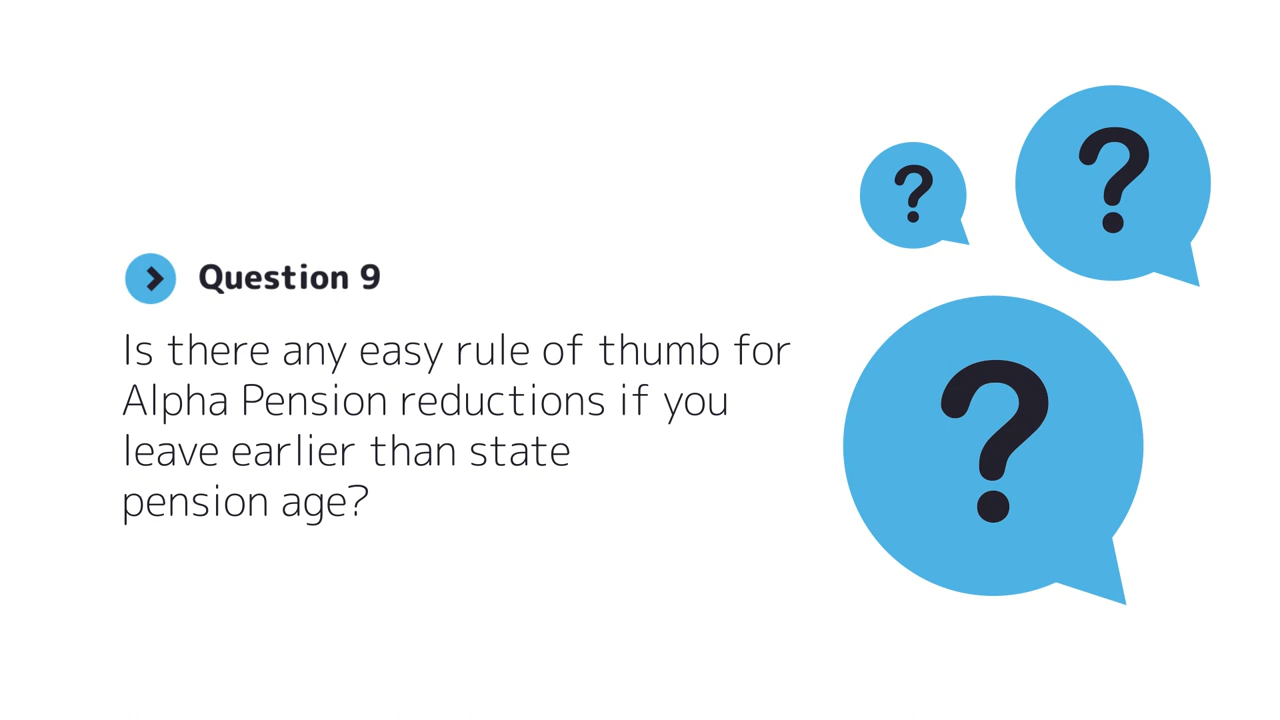 Question 9
Is there any easy rule of thumb for
Alpha Pension reductions if you
leave earlier than state
pension age?
?
?
?